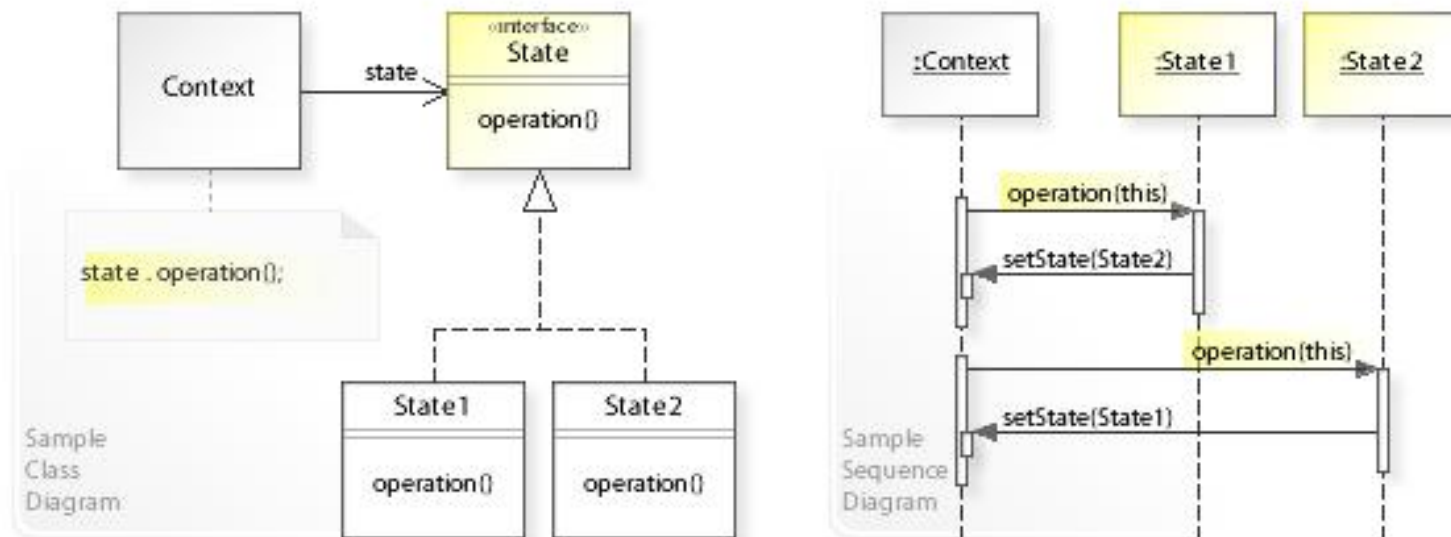 Context
state
«interface»
State
operation()
state . operation();
State1
operation()
State2
operation()
Sample
Class
Diagram
:Context
:State1
:State2
operation(this)
setState(State2)
operation(this)
setState(State1)
Sample
Sequence
Diagram